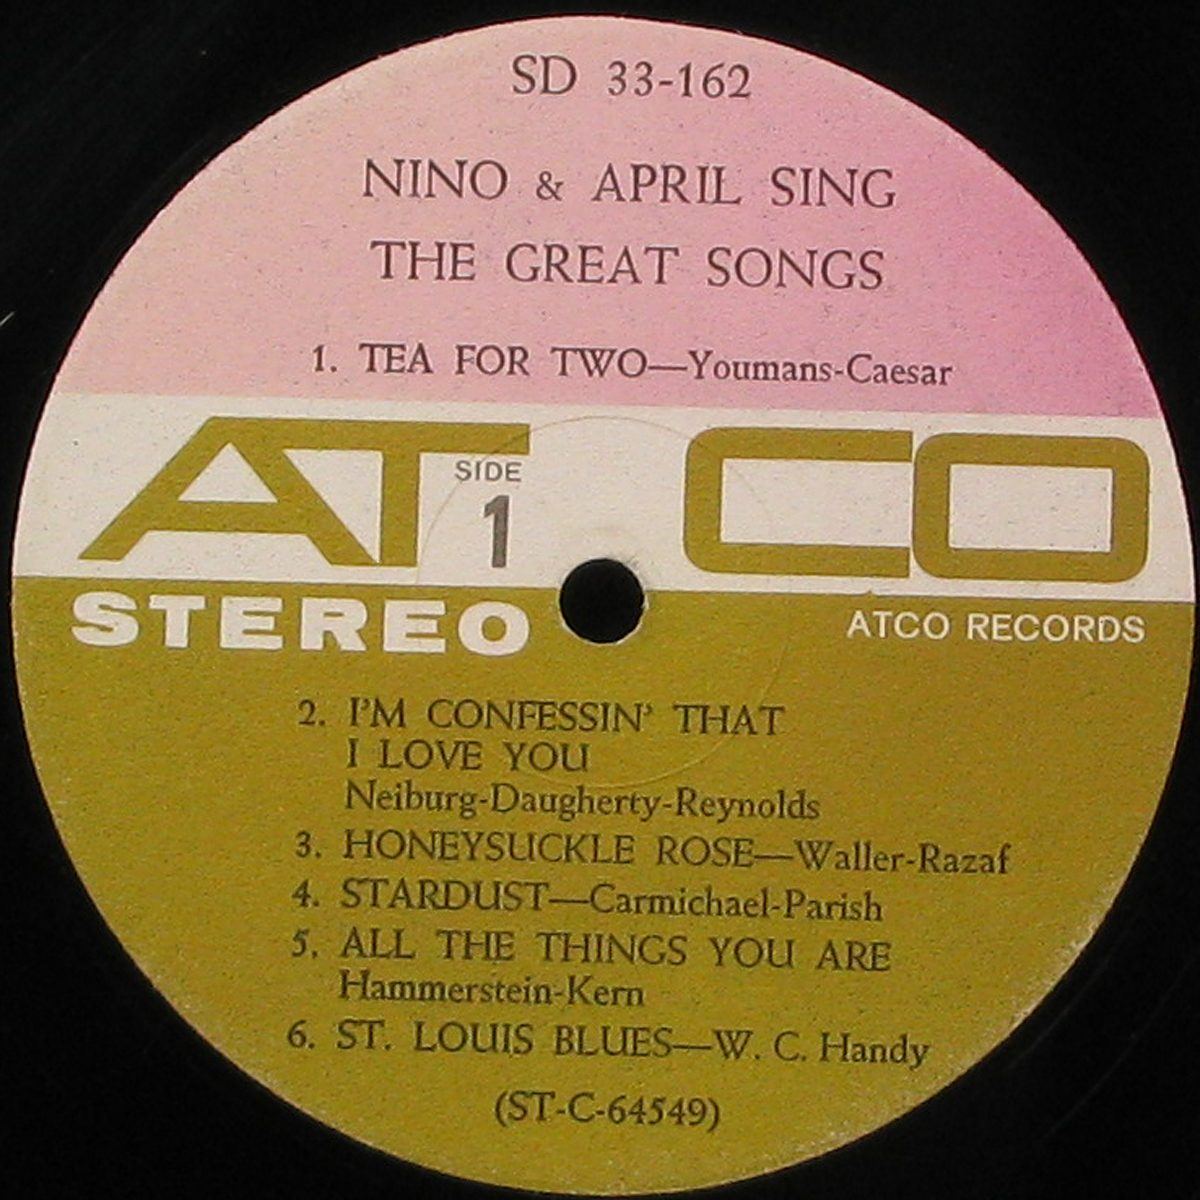 SD 33-162
NINO & APRIL SING
THE GREAT SONGS
1. TEA FOR TWO—Youmans-Caesar
ATCO
SIDE
1
STEREO
ATCO RECORDS
2. I'M CONFESSIN' THAT
I LOVE YOU
Neiburg-Daugherty-Reynolds
3. HONEYSUCKLE ROSE—Waller-Razaf
4. STARDUST—Carmichael-Parish
5. ALL THE THINGS YOU ARE
Hammerstein-Kern
6. ST. LOUIS BLUES—W. C. Handy
(ST-C-64549)